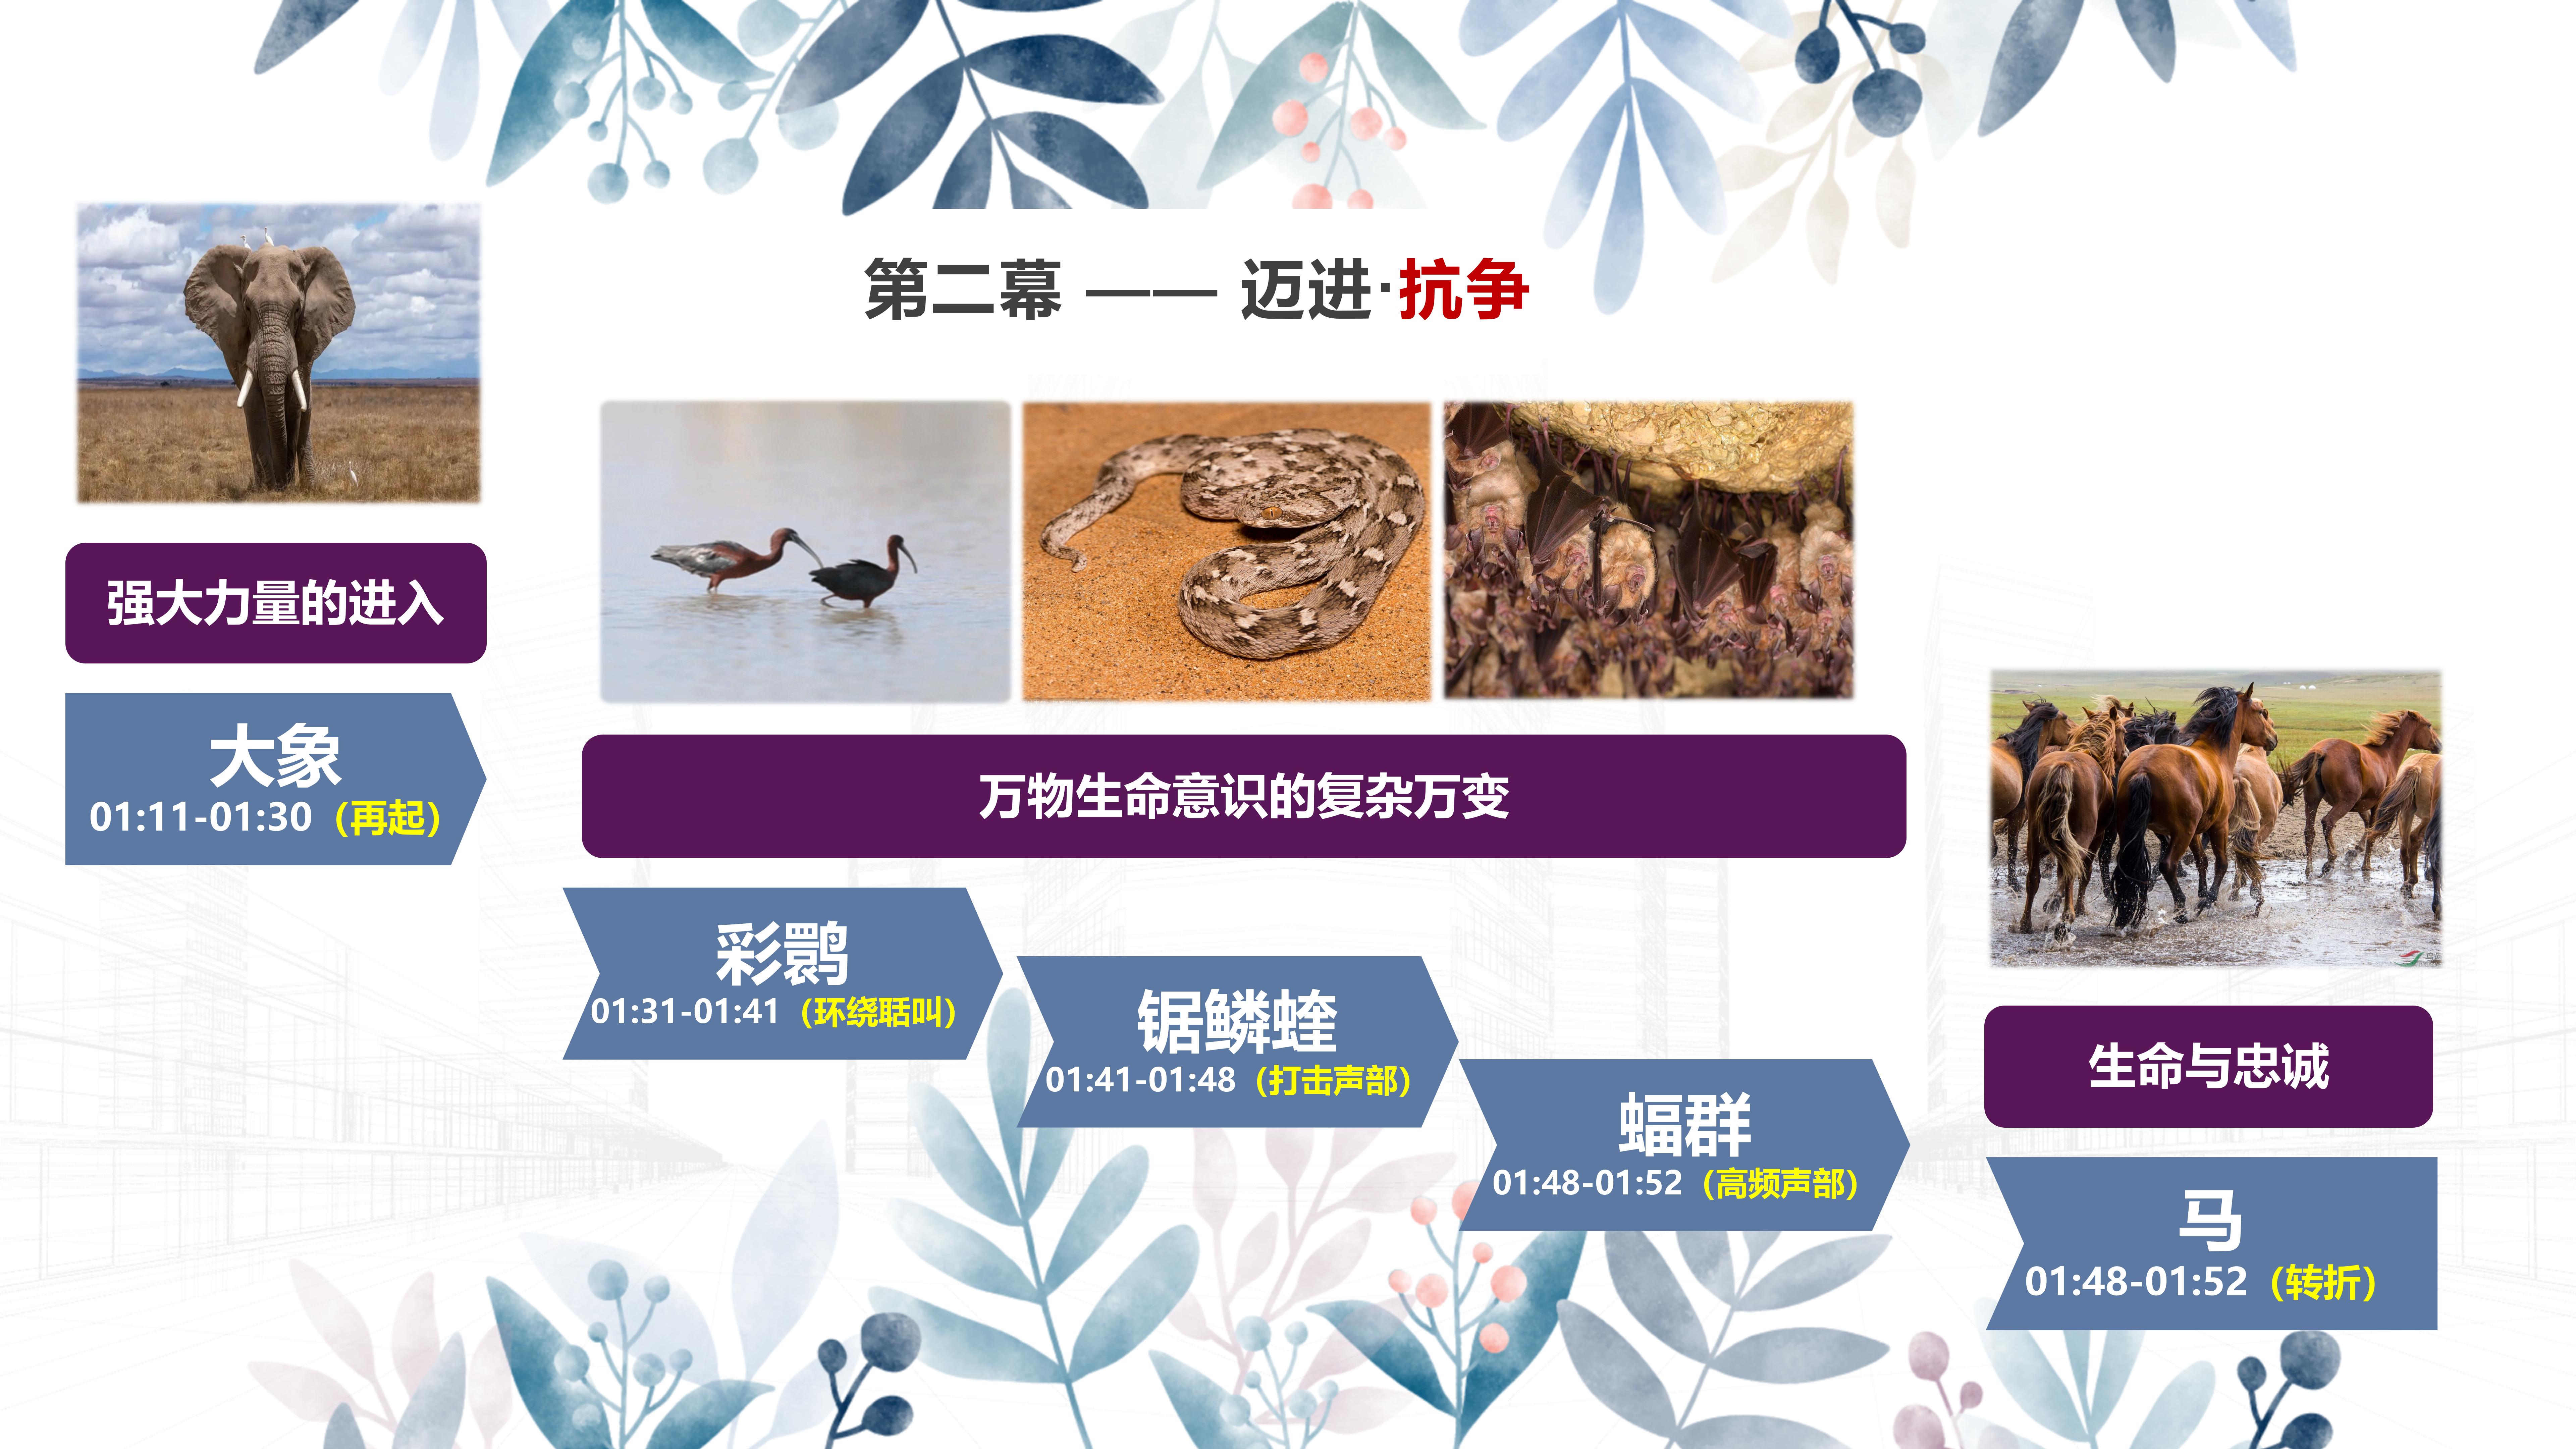 第二幕 —— 迈进·抗争
强大力量的进入
大象
01:11-01:30（再起）
万物生命意识的复杂万变
彩鹮
01:31-01:41（环绕聒叫）
锯鳞蝰
01:41-01:48（打击声部）
蝠群
01:48-01:52（高频声部）
生命与忠诚
马
01:48-01:52（转折）